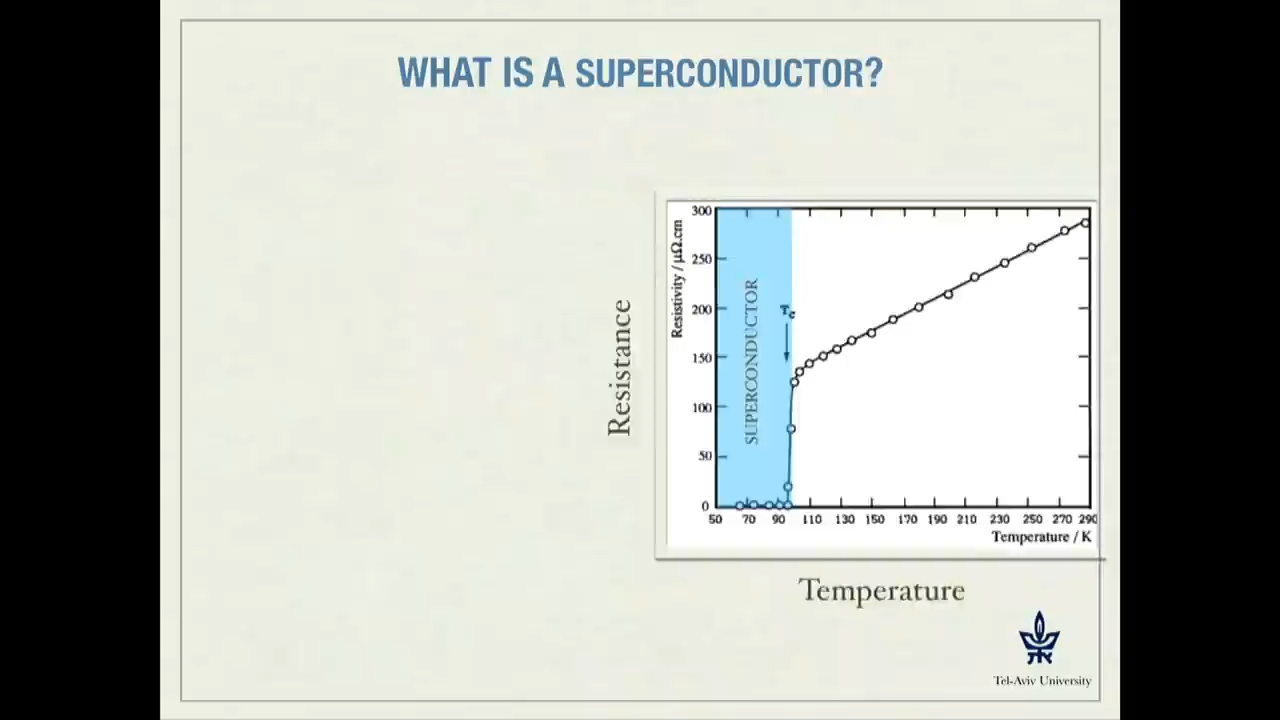 WHAT IS A SUPERCONDUCTOR?
Resistance
Resistivity / μΩ.cm
300
250
200
150
100
50
0
SUPERCONDUCTOR
Tc
50 70 90 110 130 150 170 190 210 230 250 270 290
Temperature / K
Temperature
Tel-Aviv University